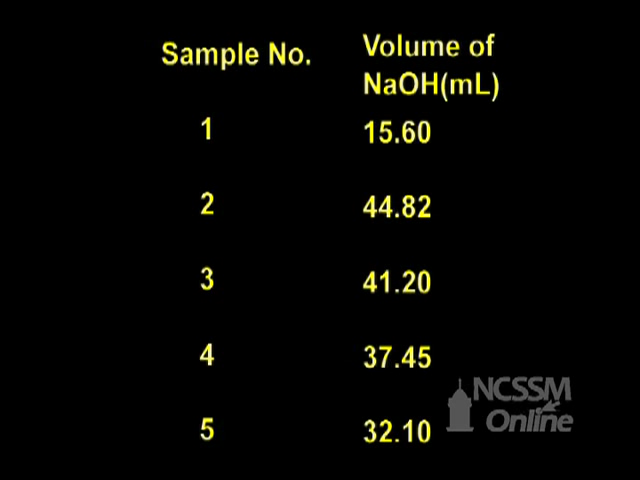 Sample No. Volume of
NaOH(mL)
1 15.60
2 44.82
3 41.20
4 37.45
5 32.10
NCSSM
Online